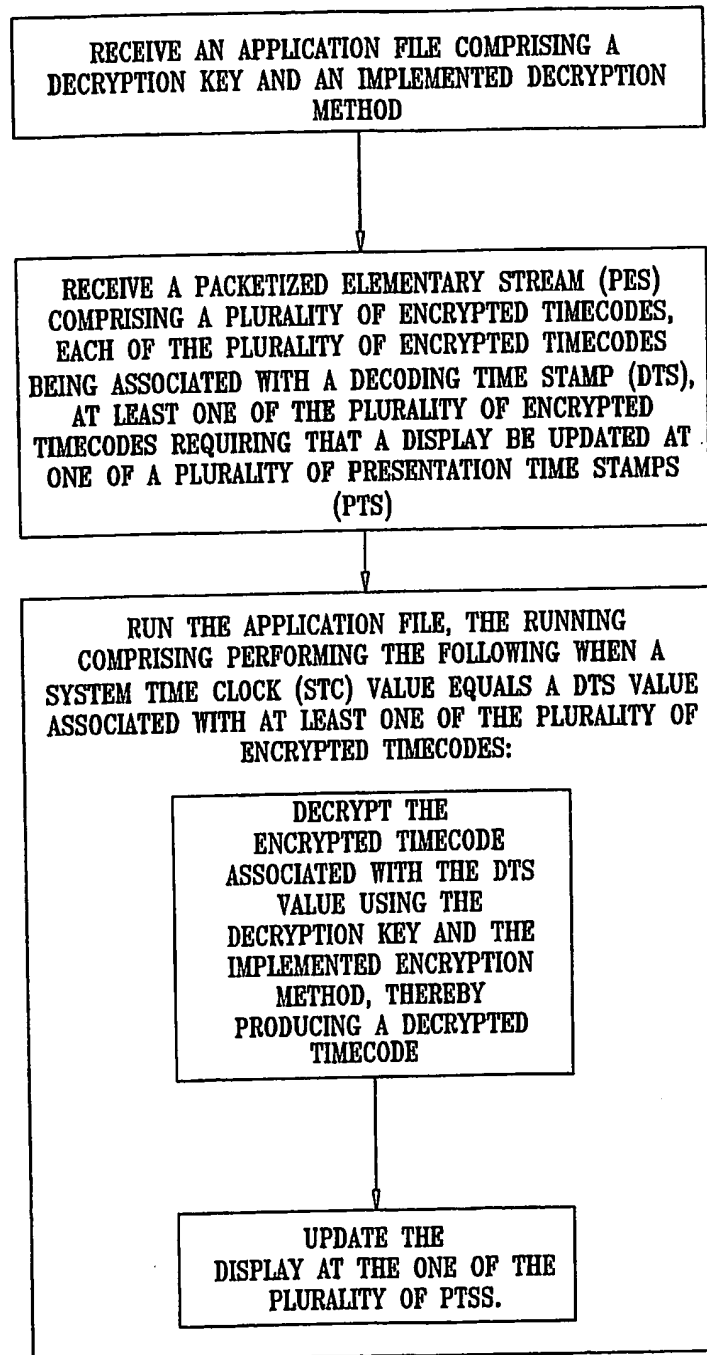 RECEIVE AN APPLICATION FILE COMPRISING A
DECRYPTION KEY AND AN IMPLEMENTED DECRYPTION
METHOD
RECEIVE A PACKETIZED ELEMENTARY STREAM (PES)
COMPRISING A PLURALITY OF ENCRYPTED TIMECODES,
EACH OF THE PLURALITY OF ENCRYPTED TIMECODES
BEING ASSOCIATED WITH A DECODING TIME STAMP (DTS),
AT LEAST ONE OF THE PLURALITY OF ENCRYPTED
TIMECODES REQUIRING THAT A DISPLAY BE UPDATED AT
ONE OF A PLURALITY OF PRESENTATION TIME STAMPS
(PTS)
RUN THE APPLICATION FILE, THE RUNNING
COMPRISING PERFORMING THE FOLLOWING WHEN A
SYSTEM TIME CLOCK (STC) VALUE EQUALS A DTS VALUE
ASSOCIATED WITH AT LEAST ONE OF THE PLURALITY OF
ENCRYPTED TIMECODES:
DECRYPT THE
ENCRYPTED TIMECODE
ASSOCIATED WITH THE DTS
VALUE USING THE
DECRYPTION KEY AND THE
IMPLEMENTED ENCRYPTION
METHOD, THEREBY
PRODUCING A DECRYPTED
TIMECODE
UPDATE THE
DISPLAY AT THE ONE OF THE
PLURALITY OF PTSS.